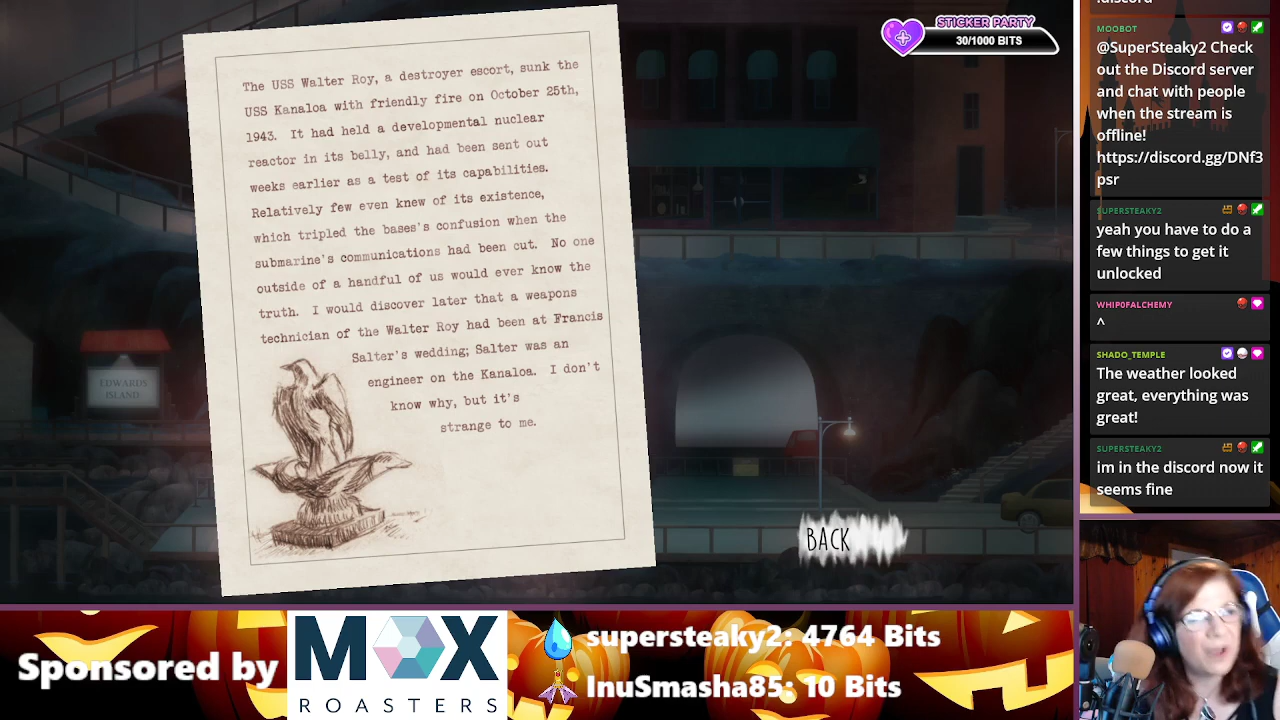 The USS Walter Roy, a destroyer escort, sunk the
USS Kanaloa with friendly fire on October 25th,
1943. It had held a developmental nuclear
reactor in its belly, and had been sent out
weeks earlier as a test of its capabilities.
Relatively few even knew of its existence,
which tripled the bases's confusion when the
submarine's communications had been cut. No one
outside of a handful of us would ever know the
truth. I would discover later that a weapons
technician of the Walter Roy had been at Francis
Salter's wedding; Salter was an
engineer on the Kanaloa. I don't
know why, but it's
strange to me.
EDWARDS
ISLAND
BACK
STICKER PARTY
30/1000 BITS
MOOBOT
@SuperSteaky2 Check
out the Discord server
and chat with people
when the stream is
offline!
https://discord.gg/DNf3
psr
SUPERSTEAKY2
yeah you have to do a
few things to get it
unlocked
WHIP0FALCHEMY
^
SHADO_TEMPLE
The weather looked
great, everything was
great!
SUPERSTEAKY2
im in the discord now it
seems fine
Sponsored by
MOX
ROASTERS
supersteaky2: 4764 Bits
InuSmasha85: 10 Bits